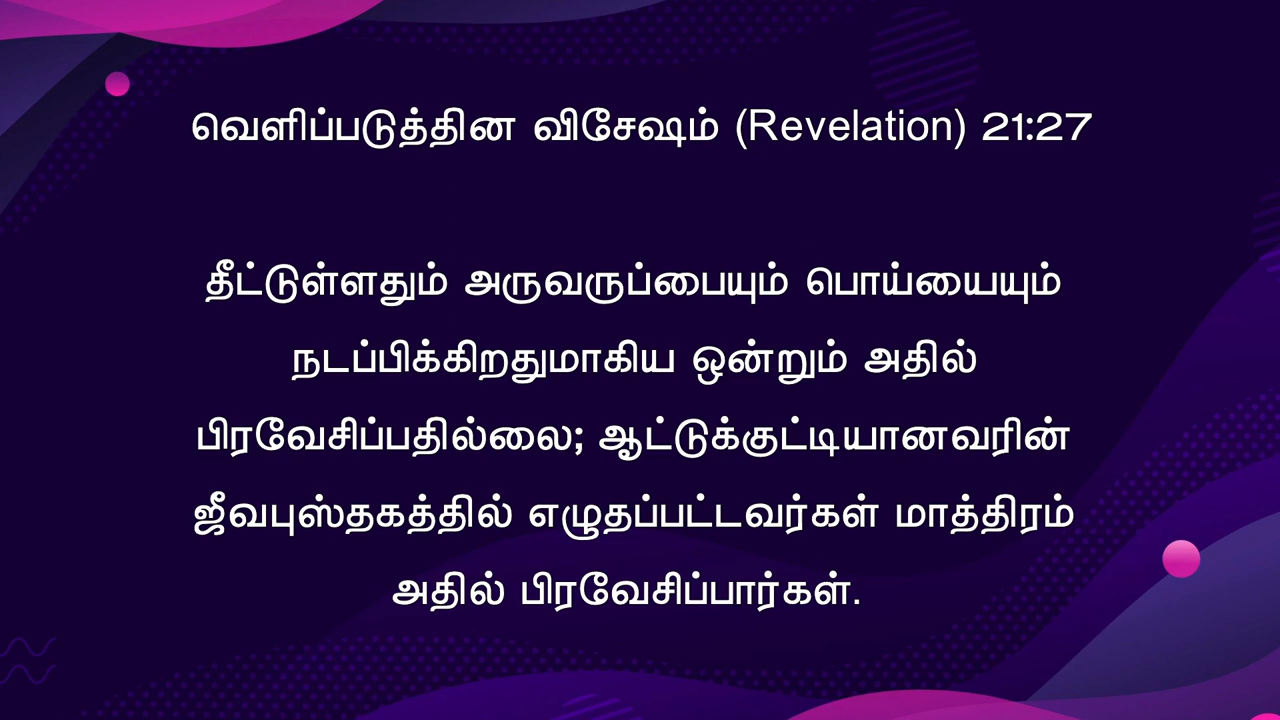 வெளிப்படுத்தின விசேஷம் (Revelation) 21:27
தீட்டுள்ளதும் அருவருப்பையும் பொய்யையும்
நடப்பிக்கிறதுமாகிய ஒன்றும் அதில்
பிரவேசிப்பதில்லை; ஆட்டுக்குட்டியானவரின்
ஜீவபுஸ்தகத்தில் எழுதப்பட்டவர்கள் மாத்திரம்
அதில் பிரவேசிப்பார்கள்.